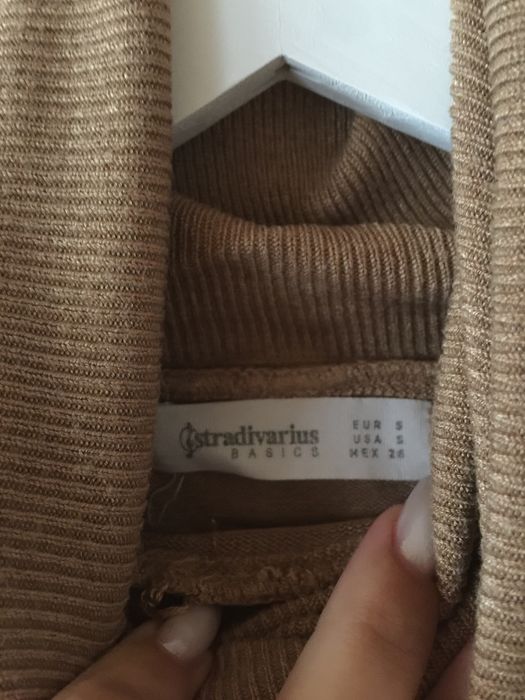 stradivarius
BASICS
EUR S
USA S
MEX 26